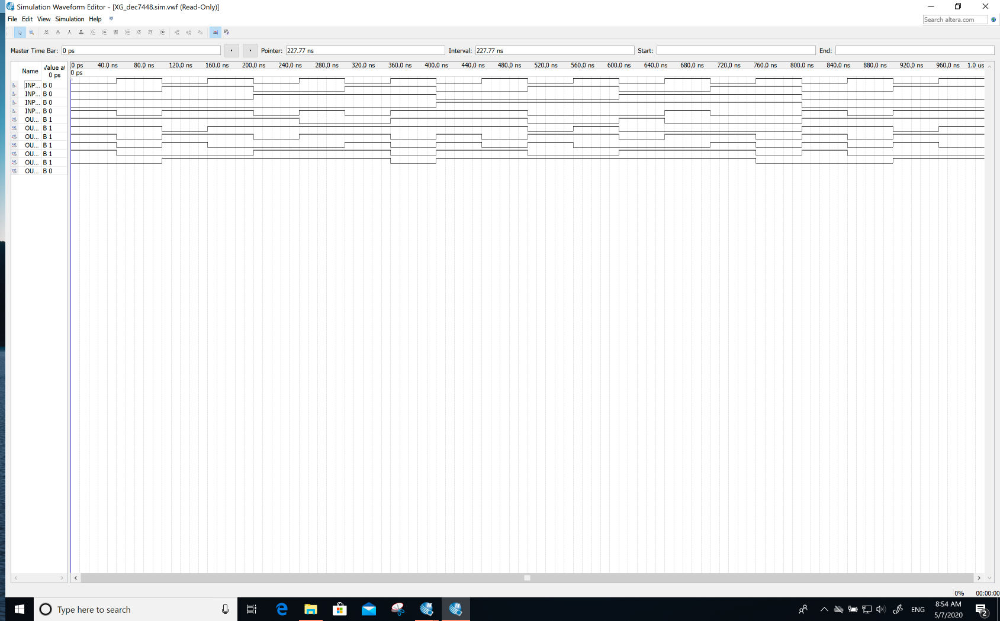 Simulation Waveform Editor - [XG_dec7448.sim.vwf (Read-Only)]
File Edit View Simulation Help
Search altera.com
Master Time Bar: 0 ps Pointer: 227.77 ns Interval: 227.77 ns Start: End:
Name Value at 0 ps
0 ps 40.0 ns 80.0 ns 120.0 ns 160.0 ns 200.0 ns 240.0 ns 280.0 ns 320.0 ns 360.0 ns 400.0 ns 440.0 ns 480.0 ns 520.0 ns 560.0 ns 600.0 ns 640.0 ns 680.0 ns 720.0 ns 760.0 ns 800.0 ns 840.0 ns 880.0 ns 920.0 ns 960.0 ns 1.0 us
0 ps
INP... B 0
INP... B 0
INP... B 0
INP... B 0
OU... B 1
OU... B 1
OU... B 1
OU... B 1
OU... B 1
OU... B 1
OU... B 0
0% 00:00:00
Type here to search
ENG
8:54 AM
5/7/2020
2